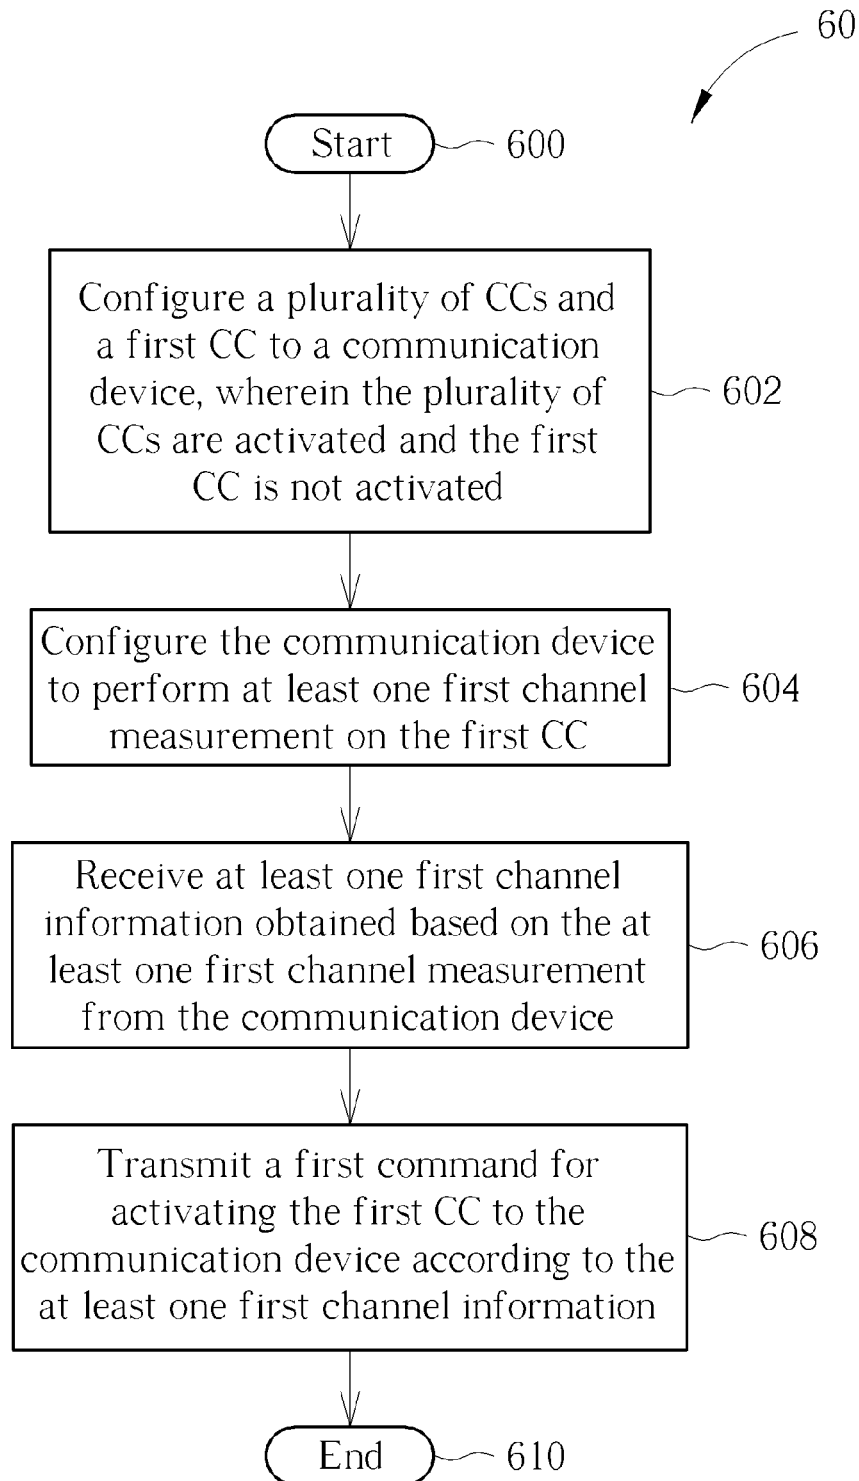 60
Start
600
Configure a plurality of CCs and
a first CC to a communication
device, wherein the plurality of
CCs are activated and the first
CC is not activated
602
Configure the communication device
to perform at least one first channel
measurement on the first CC
604
Receive at least one first channel
information obtained based on the at
least one first channel measurement
from the communication device
606
Transmit a first command for
activating the first CC to the
communication device according to the
at least one first channel information
608
End
610